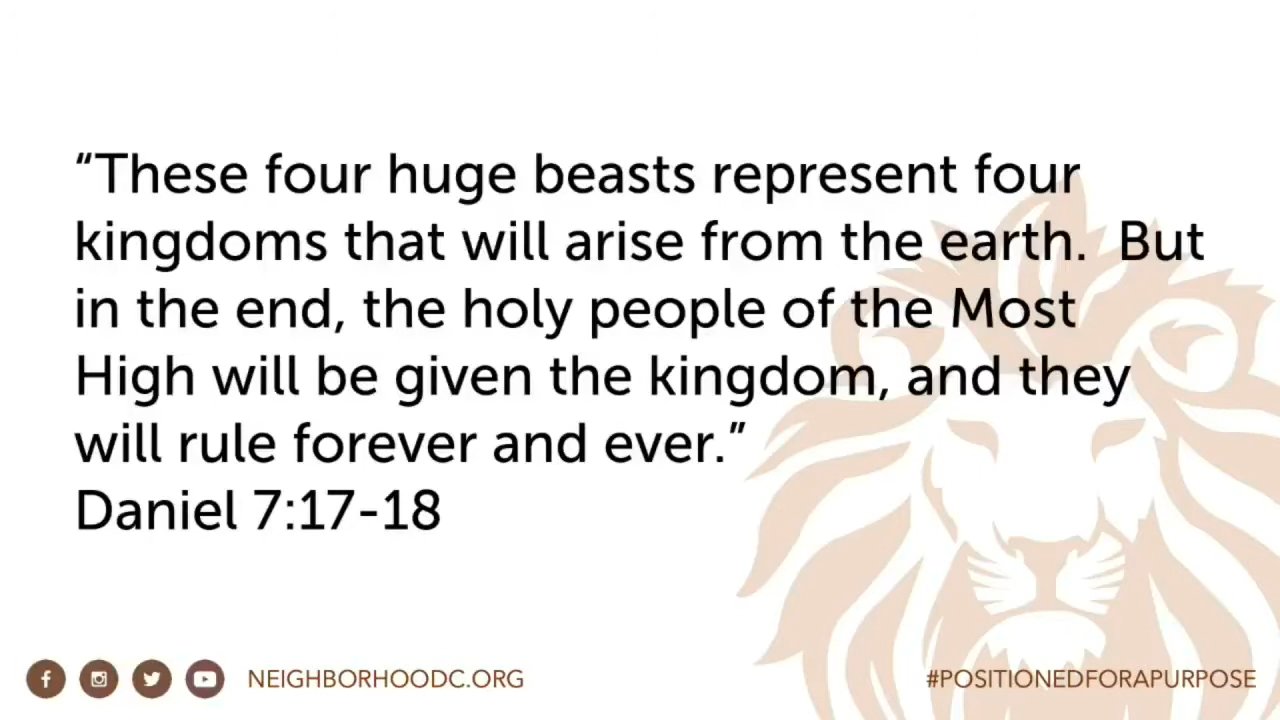 “These four huge beasts represent four
kingdoms that will arise from the earth.  But
in the end, the holy people of the Most
High will be given the kingdom, and they
will rule forever and ever.”
Daniel 7:17-18
NEIGHBORHOODC.ORG
#POSITIONEDFORAPURPOSE